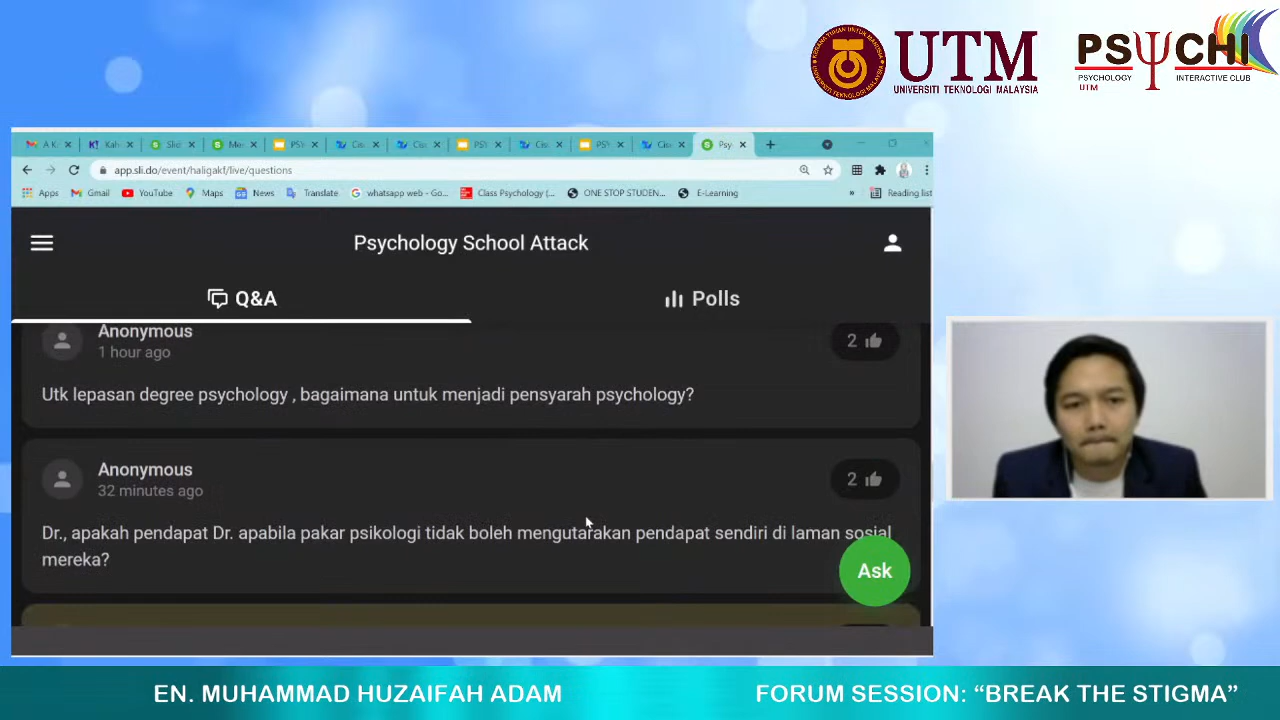 UTM
UNIVERSITI TEKNOLOGI MALAYSIA
PSYCHI
PSYCHOLOGY INTERACTIVE CLUB
UTM
app.sli.do/event/haligakf/live/questions
Apps Gmail YouTube Maps News Translate whatsapp web - Go... Class Psychology (... ONE STOP STUDEN... E-Learning » Reading list
Psychology School Attack
Q&A Polls
Anonymous
1 hour ago
2
Utk lepasan degree psychology , bagaimana untuk menjadi pensyarah psychology?
Anonymous
32 minutes ago
2
Dr., apakah pendapat Dr. apabila pakar psikologi tidak boleh mengutarakan pendapat sendiri di laman sosial
mereka?
Ask
EN. MUHAMMAD HUZAIFAH ADAM FORUM SESSION: “BREAK THE STIGMA”